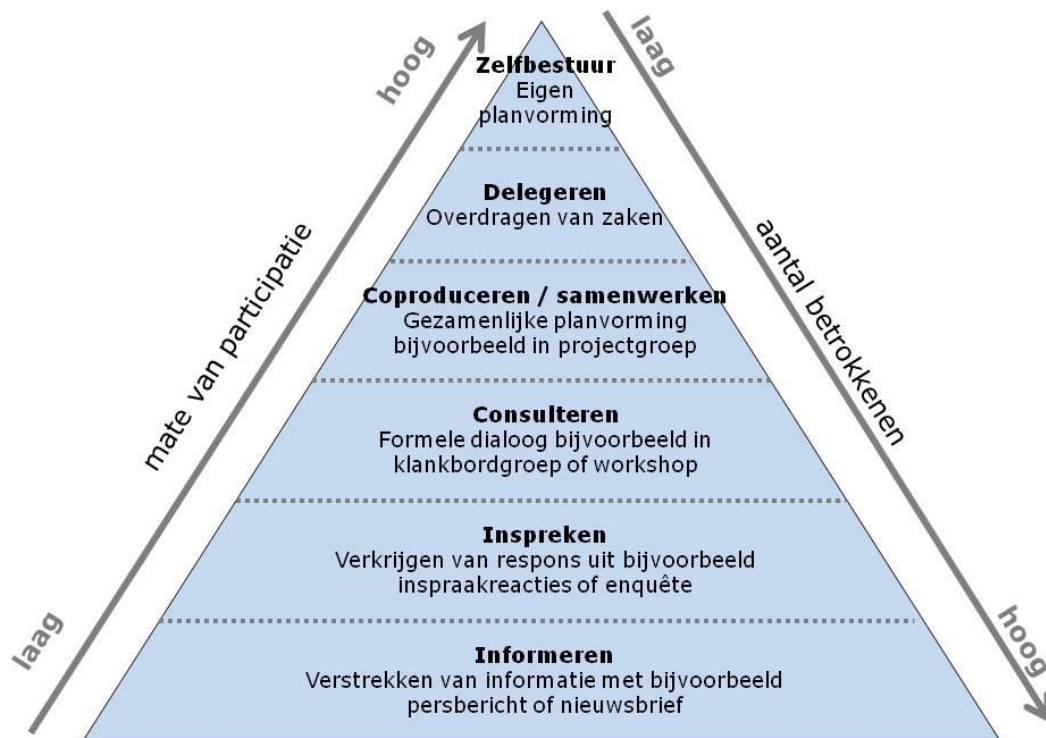 hoog
laag
Zelfbestuur
Eigen
planvorming
Delegeren
Overdragen van zaken
mate van participatie
aantal betrokkenen
Coproduceren / samenwerken
Gezamenlijke planvorming
bijvoorbeeld in projectgroep
Consulteren
Formele dialoog bijvoorbeeld in
klankbordgroep of workshop
Inspreken
Verkrijgen van respons uit bijvoorbeeld
inspraakreacties of enquête
laag
hoog
Informeren
Verstrekken van informatie met bijvoorbeeld
persbericht of nieuwsbrief